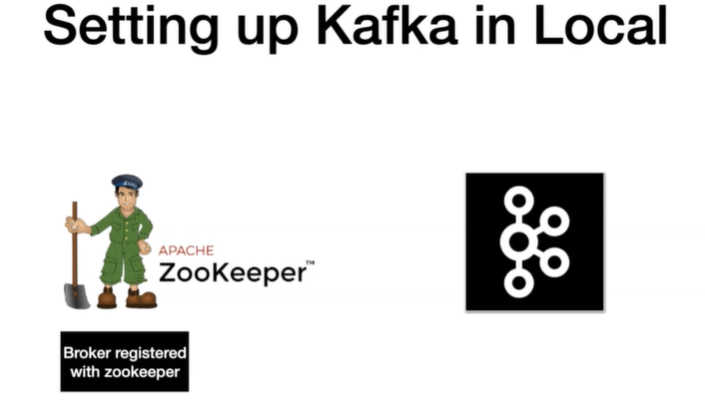 Setting up Kafka in Local
APACHE
ZooKeeper™
Broker registered
with zookeeper